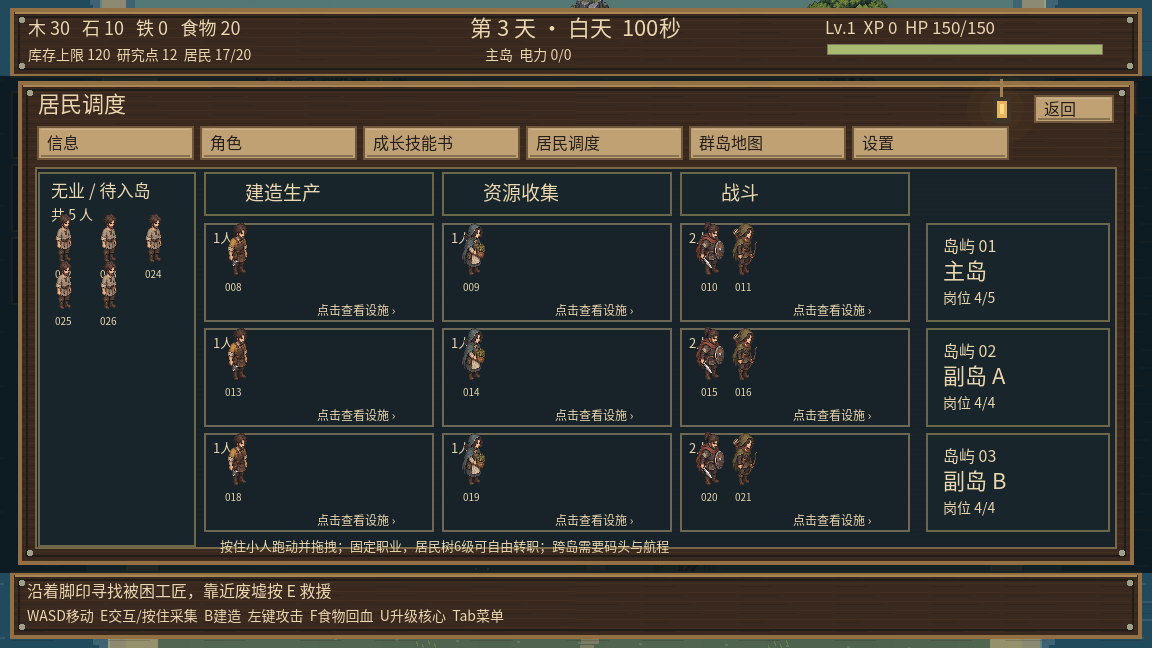 木 30 石 10 铁 0 食物 20
第 3 天 · 白天 100秒
Lv.1 XP 0 HP 150/150
库存上限 120 研究点 12 居民 17/20
主岛 电力 0/0
居民调度
返回
信息
角色
成长技能书
居民调度
群岛地图
设置
无业 / 待入岛
共 5 人
024
025
026
建造生产
资源收集
战斗
1人
008
点击查看设施 ›
009
点击查看设施 ›
010
011
点击查看设施 ›
岛屿 01
主岛
岗位 4/5
1人
013
点击查看设施 ›
014
点击查看设施 ›
015
016
点击查看设施 ›
岛屿 02
副岛 A
岗位 4/4
1人
018
点击查看设施 ›
019
点击查看设施 ›
020
021
点击查看设施 ›
岛屿 03
副岛 B
岗位 4/4
按住小人跑动并拖拽；固定职业，居民树6级可自由转职；跨岛需要码头与航程
沿着脚印寻找被困工匠，靠近废墟按 E 救援
WASD移动 E交互/按住采集 B建造 左键攻击 F食物回血 U升级核心 Tab菜单